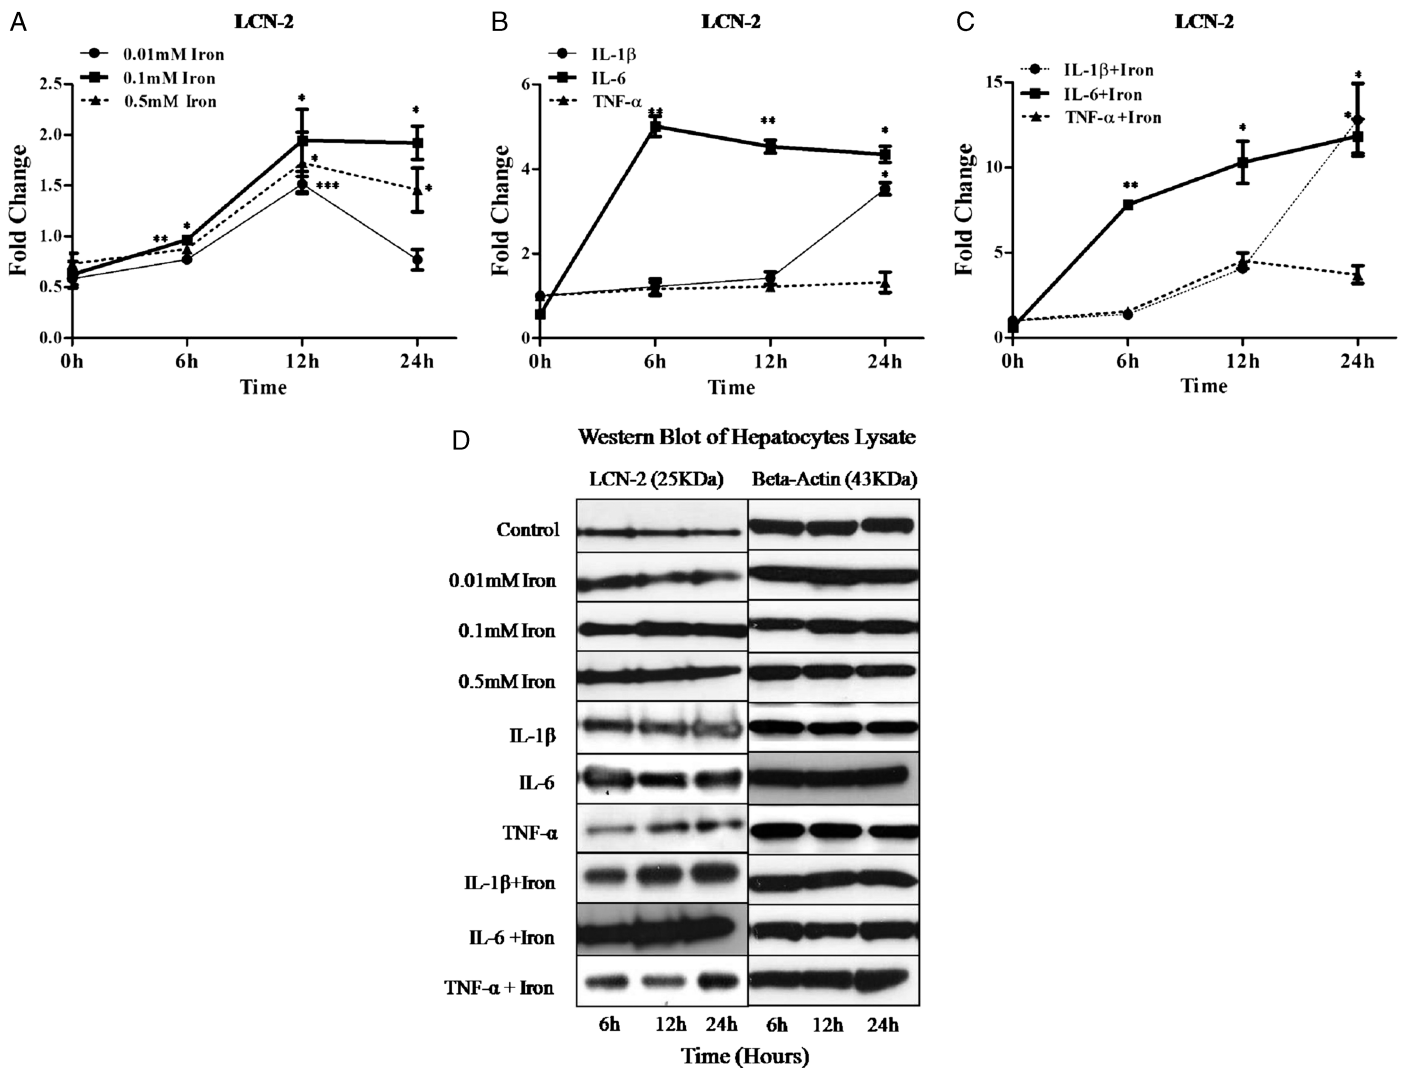 A
LCN-2
0.01mM Iron
0.1mM Iron
0.5mM Iron
2.5
2.0
1.5
1.0
0.5
0.0
Fold Change
*
*
*
*
***
**
*
0h
6h
12h
24h
Time
B
LCN-2
IL-1β
IL-6
TNF-α
6
4
2
0
Fold Change
**
**
*
*
0h
6h
12h
24h
Time
C
LCN-2
IL-1β+Iron
IL-6+Iron
TNF-α+Iron
15
10
5
0
Fold Change
**
*
*
*
0h
6h
12h
24h
Time
D
Western Blot of Hepatocytes Lysate
LCN-2 (25KDa) Beta-Actin (43KDa)
Control
0.01mM Iron
0.1mM Iron
0.5mM Iron
IL-1β
IL-6
TNF-α
IL-1β+Iron
IL-6 +Iron
TNF-α + Iron
6h 12h 24h 6h 12h 24h
Time (Hours)